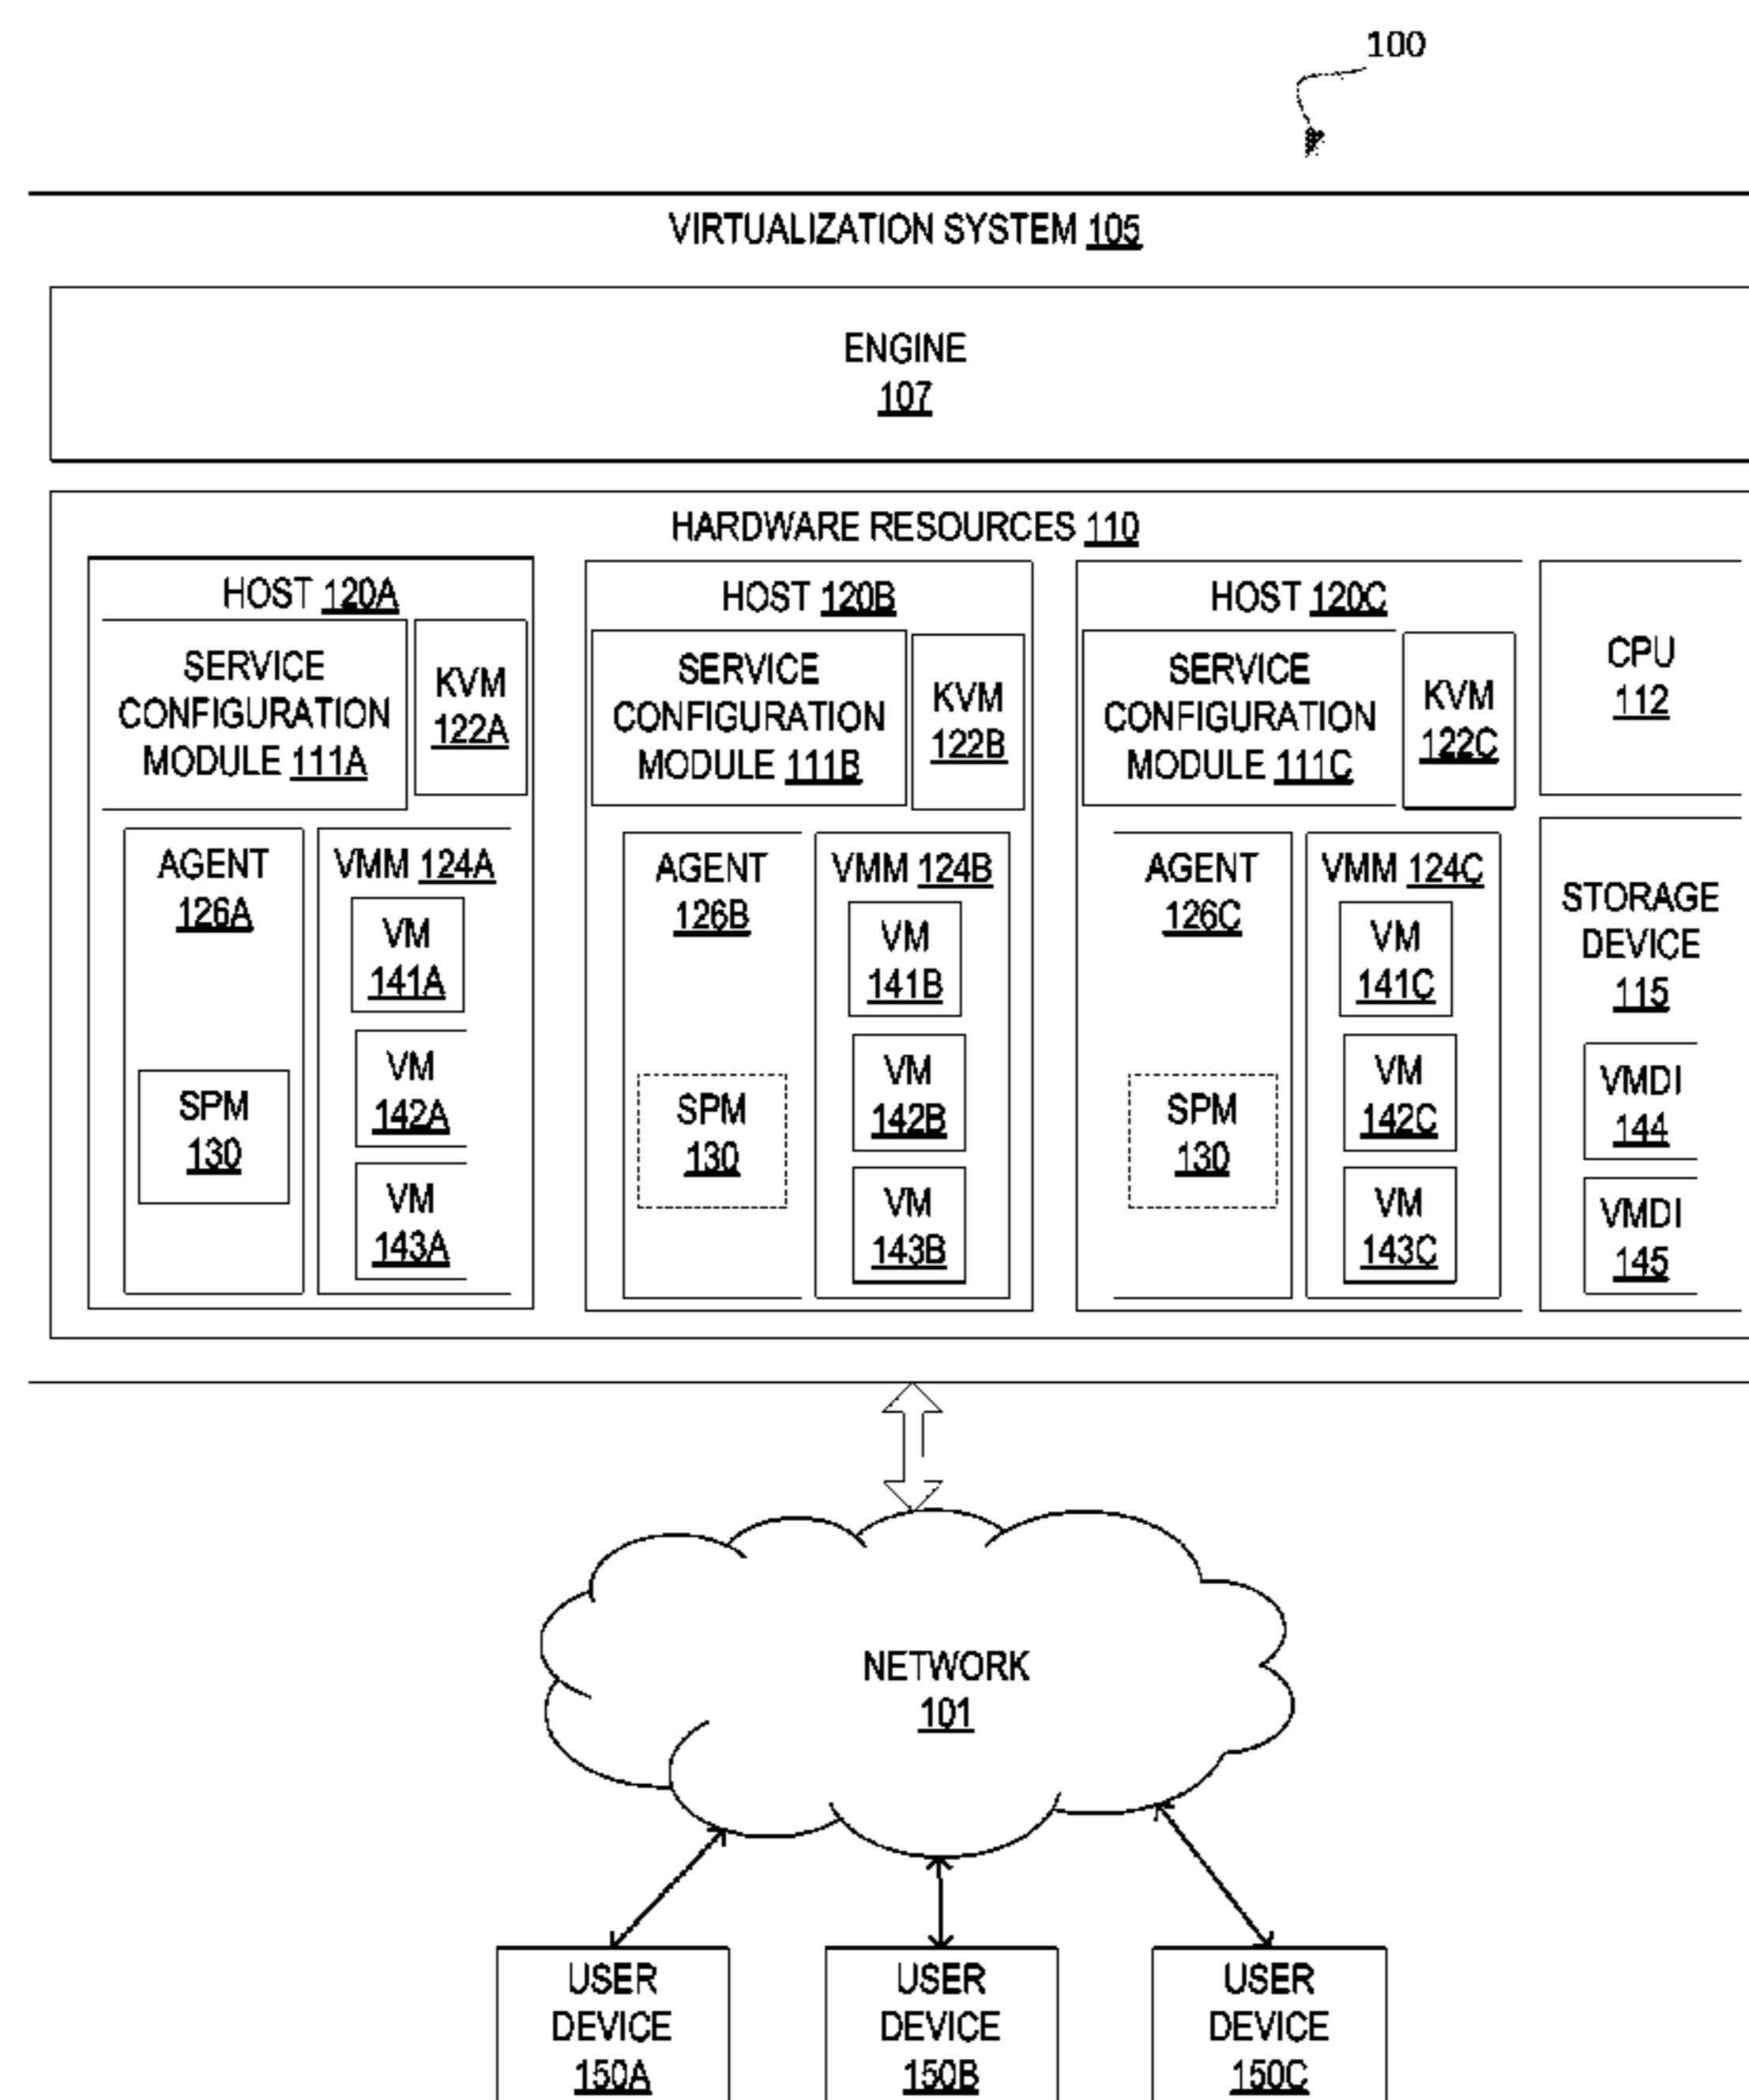 100
VIRTUALIZATION SYSTEM 105
ENGINE
107
HARDWARE RESOURCES 110
HOST 120A
SERVICE
CONFIGURATION
MODULE 111A
KVM
122A
AGENT
126A
SPM
130
VMM 124A
VM
141A
VM
142A
VM
143A
HOST 120B
SERVICE
CONFIGURATION
MODULE 111B
KVM
122B
AGENT
126B
SPM
130
VMM 124B
VM
141B
VM
142B
VM
143B
HOST 120C
SERVICE
CONFIGURATION
MODULE 111C
KVM
122C
AGENT
126C
SPM
130
VMM 124C
VM
141C
VM
142C
VM
143C
CPU
112
STORAGE
DEVICE
115
VMDI
144
VMDI
145
NETWORK
101
USER
DEVICE
150A
USER
DEVICE
150B
USER
DEVICE
150C